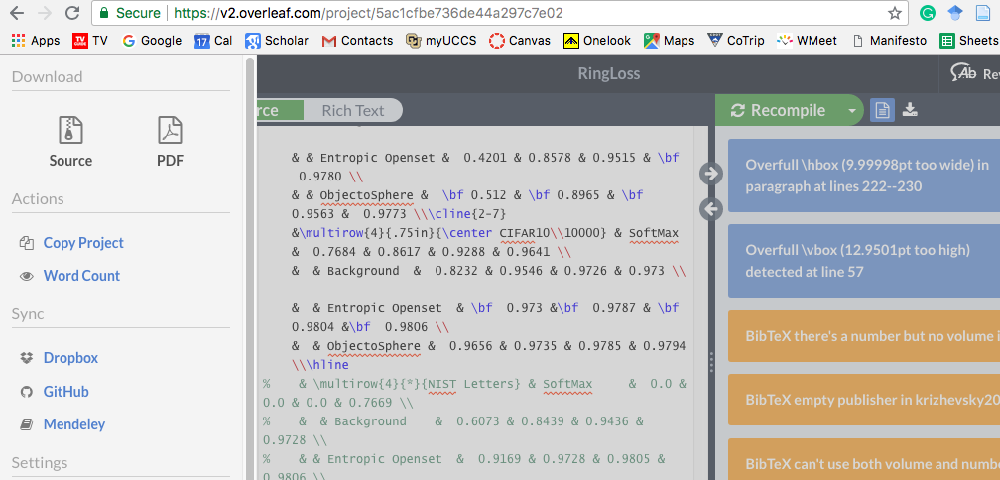 Secure https://v2.overleaf.com/project/5ac1cfbe736de44a297c7e02
Apps TV Google 17 Cal Scholar Contacts myUCCS Canvas Onelook Maps CoTrip WMeet Manifesto Sheets
Download
Source PDF
Actions
Copy Project
Word Count
Sync
Dropbox
GitHub
Mendeley
Settings
RingLoss
Ab Rev
rce Rich Text
& & Entropic Openset & 0.4201 & 0.8578 & 0.9515 & \bf
0.9780 \\
& & ObjectoSphere & \bf 0.512 & \bf 0.8965 & \bf
0.9563 & 0.9773 \\\cline{2-7}
&\multirow{4}{.75in}{\center CIFAR10\\10000} & SoftMax
& 0.7684 & 0.8617 & 0.9288 & 0.9641 \\
& & Background & 0.8232 & 0.9546 & 0.9726 & 0.973 \\
& & Entropic Openset & \bf 0.973 &\bf 0.9787 & \bf
0.9804 &\bf 0.9806 \\
& & ObjectoSphere & 0.9656 & 0.9735 & 0.9785 & 0.9794
\\\hline
% & \multirow{4}{*}{NIST Letters} & SoftMax & 0.0 &
0.0 & 0.0 & 0.7669 \\
% & & Background & 0.6073 & 0.8439 & 0.9436 &
0.9728 \\
% & & Entropic Openset & 0.9169 & 0.9728 & 0.9805 &
0.9806 \\
Recompile
Overfull \hbox (9.99998pt too wide) in
paragraph at lines 222--230
Overfull \vbox (12.9501pt too high)
detected at line 57
BibTeX there's a number but no volume i
BibTeX empty publisher in krizhevsky20
BibTeX can't use both volume and numb